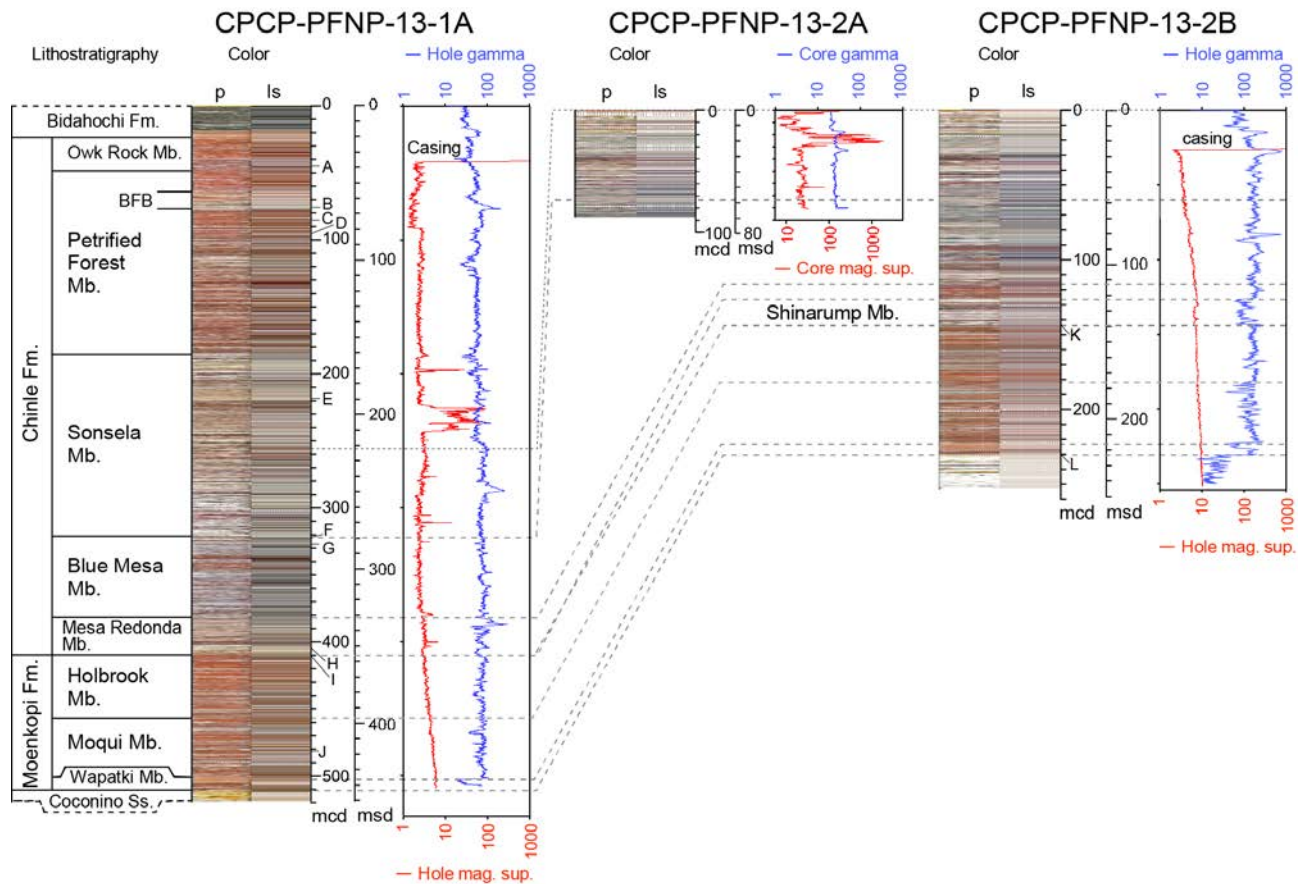 CPCP-PFNP-13-1A
CPCP-PFNP-13-2A
CPCP-PFNP-13-2B
Lithostratigraphy
Color
— Hole gamma
Color
— Core gamma
Color
— Hole gamma
p
ls
1
10
100
1000
p
ls
1
10
100
1000
p
ls
1
10
100
1000
Bidahochi Fm.
Owk Rock Mb.
BFB
Petrified
Forest
Mb.
Sonsela
Mb.
Blue Mesa
Mb.
Mesa Redonda
Mb.
Holbrook
Mb.
Moqui Mb.
Wapatki Mb.
Coconino Ss.
Chinle Fm.
Moenkopi Fm.
0
A
B
C
D
100
200
E
300
F
G
400
H
I
J
500
mcd
0
100
200
300
400
msd
Casing
1
10
100
1000
— Hole mag. sup.
0
100
mcd
0
80
msd
10
100
1000
— Core mag. sup.
Shinarump Mb.
0
100
K
200
L
mcd
0
100
200
msd
casing
1
10
100
1000
— Hole mag. sup.